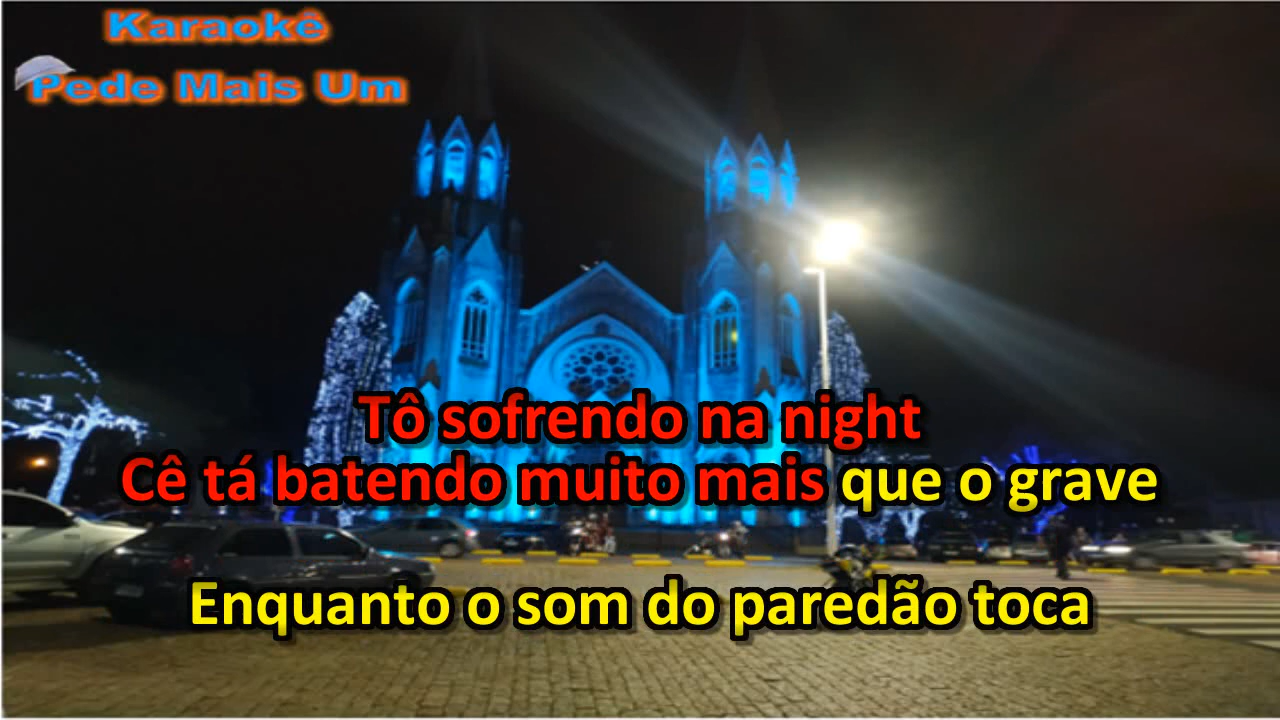 Karaokê
Pede Mais Um
Tô sofrendo na night
Cê tá batendo muito mais que o grave
Enquanto o som do paredão toca